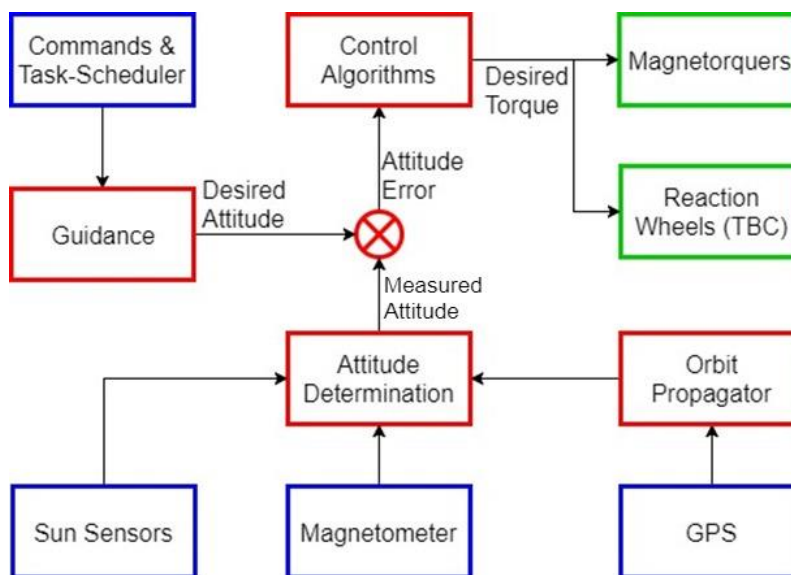 Commands &
Task-Scheduler
Control
Algorithms
Desired
Torque
Magnetorquers
Attitude
Error
Reaction
Wheels (TBC)
Guidance
Desired
Attitude
Measured
Attitude
Attitude
Determination
Orbit
Propagator
Sun Sensors
Magnetometer
GPS